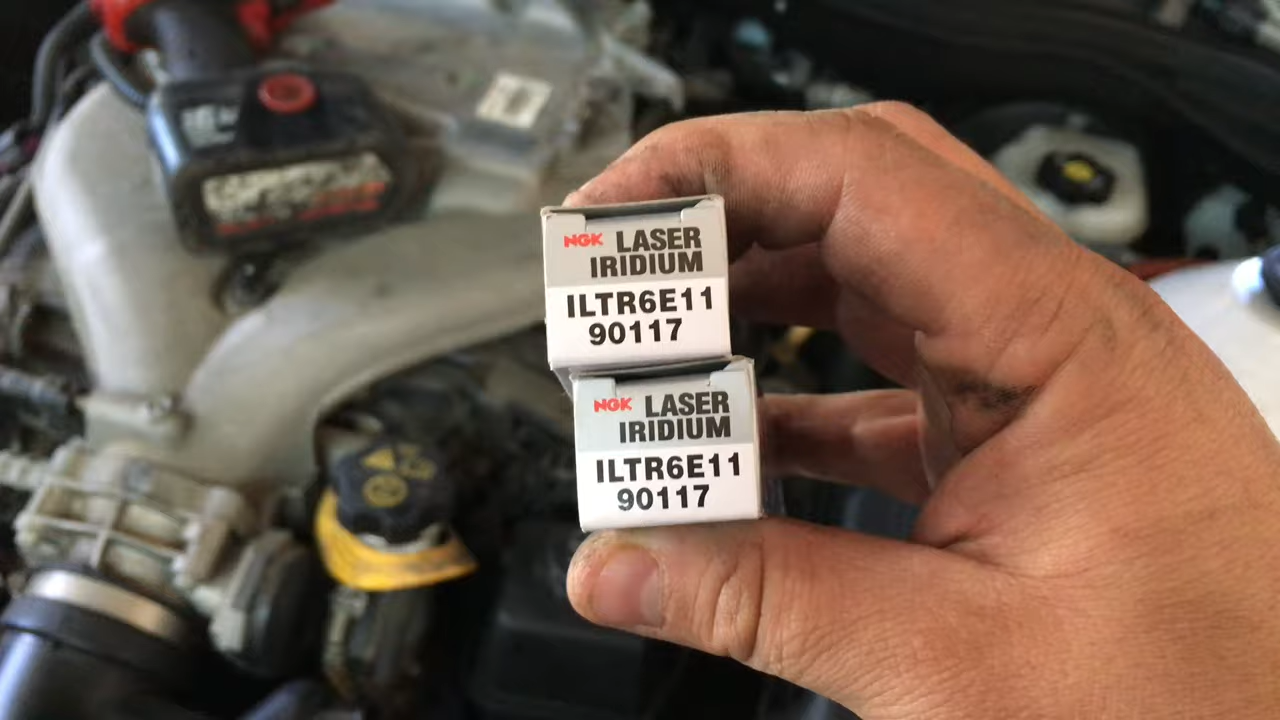 NGK LASER
IRIDIUM
ILTR6E11
90117
NGK LASER
IRIDIUM
ILTR6E11
90117